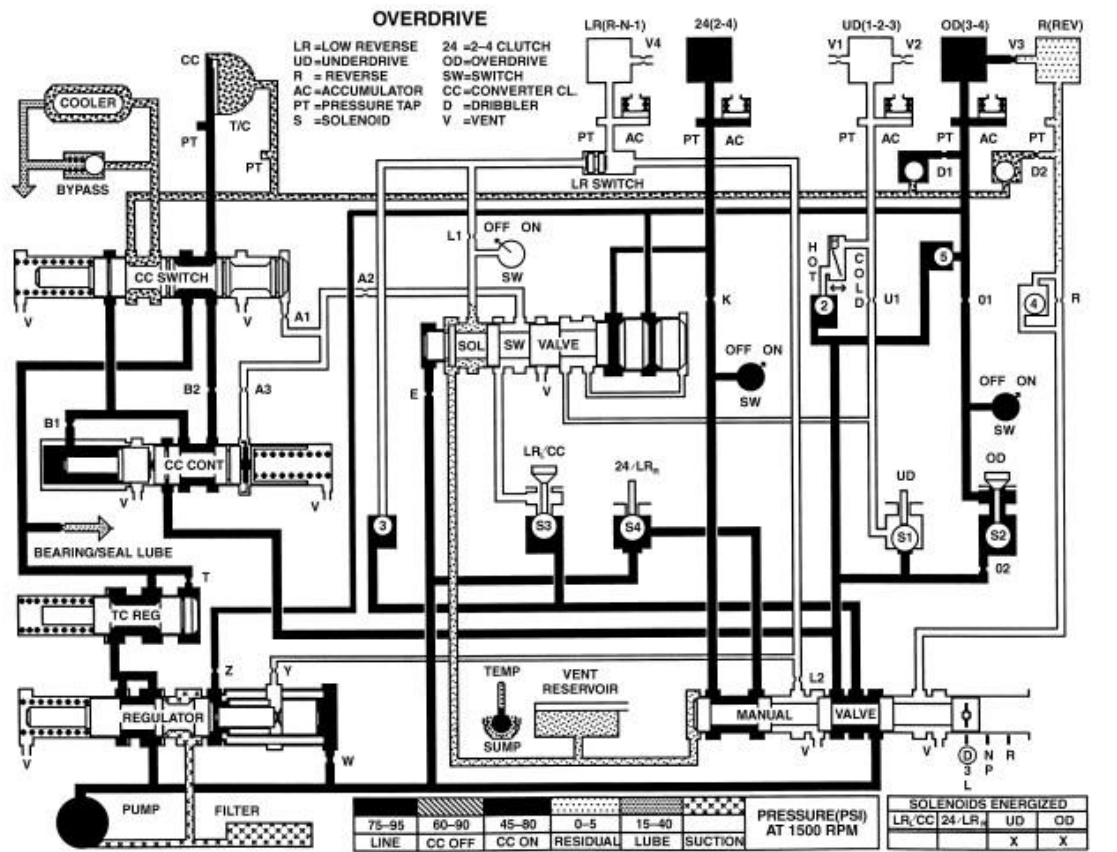 OVERDRIVE
LR =LOW REVERSE 24 =2–4 CLUTCH
UD=UNDERDRIVE OD=OVERDRIVE
R =REVERSE SW=SWITCH
AC=ACCUMULATOR CC=CONVERTER CL.
PT =PRESSURE TAP D =DRIBBLER
S =SOLENOID V =VENT
LR(R-N-1)
24(2-4)
UD(1-2-3)
OD(3-4)
R(REV)
V4
V1
V2
V3
CC
COOLER
T/C
PT
PT
BYPASS
PT
AC
PT
AC
PT
AC
PT
AC
PT
LR SWITCH
D1
D2
L1
OFF ON
SW
HOT
COLD
5
2
4
A2
K
U1
01
R
CC SWITCH
V
V
A1
SOL
SW
VALVE
V
E
OFF ON
SW
OFF ON
SW
B2
A3
B1
CC CONT
V
V
LR/CC
24/LR
UD
OD
3
S3
S4
S1
S2
02
BEARING/SEAL LUBE
T
TC REG
Z
Y
L2
TEMP
SUMP
VENT
RESERVOIR
REGULATOR
V
W
MANUAL
VALVE
V
V
D
N
R
3
P
L
PUMP
FILTER
75–95 60–90 45–80 0–5 15–40
LINE CC OFF CC ON RESIDUAL LUBE SUCTION
PRESSURE(PSI)
AT 1500 RPM
SOLENOIDS ENERGIZED
LR/CC 24/LR UD OD
X X